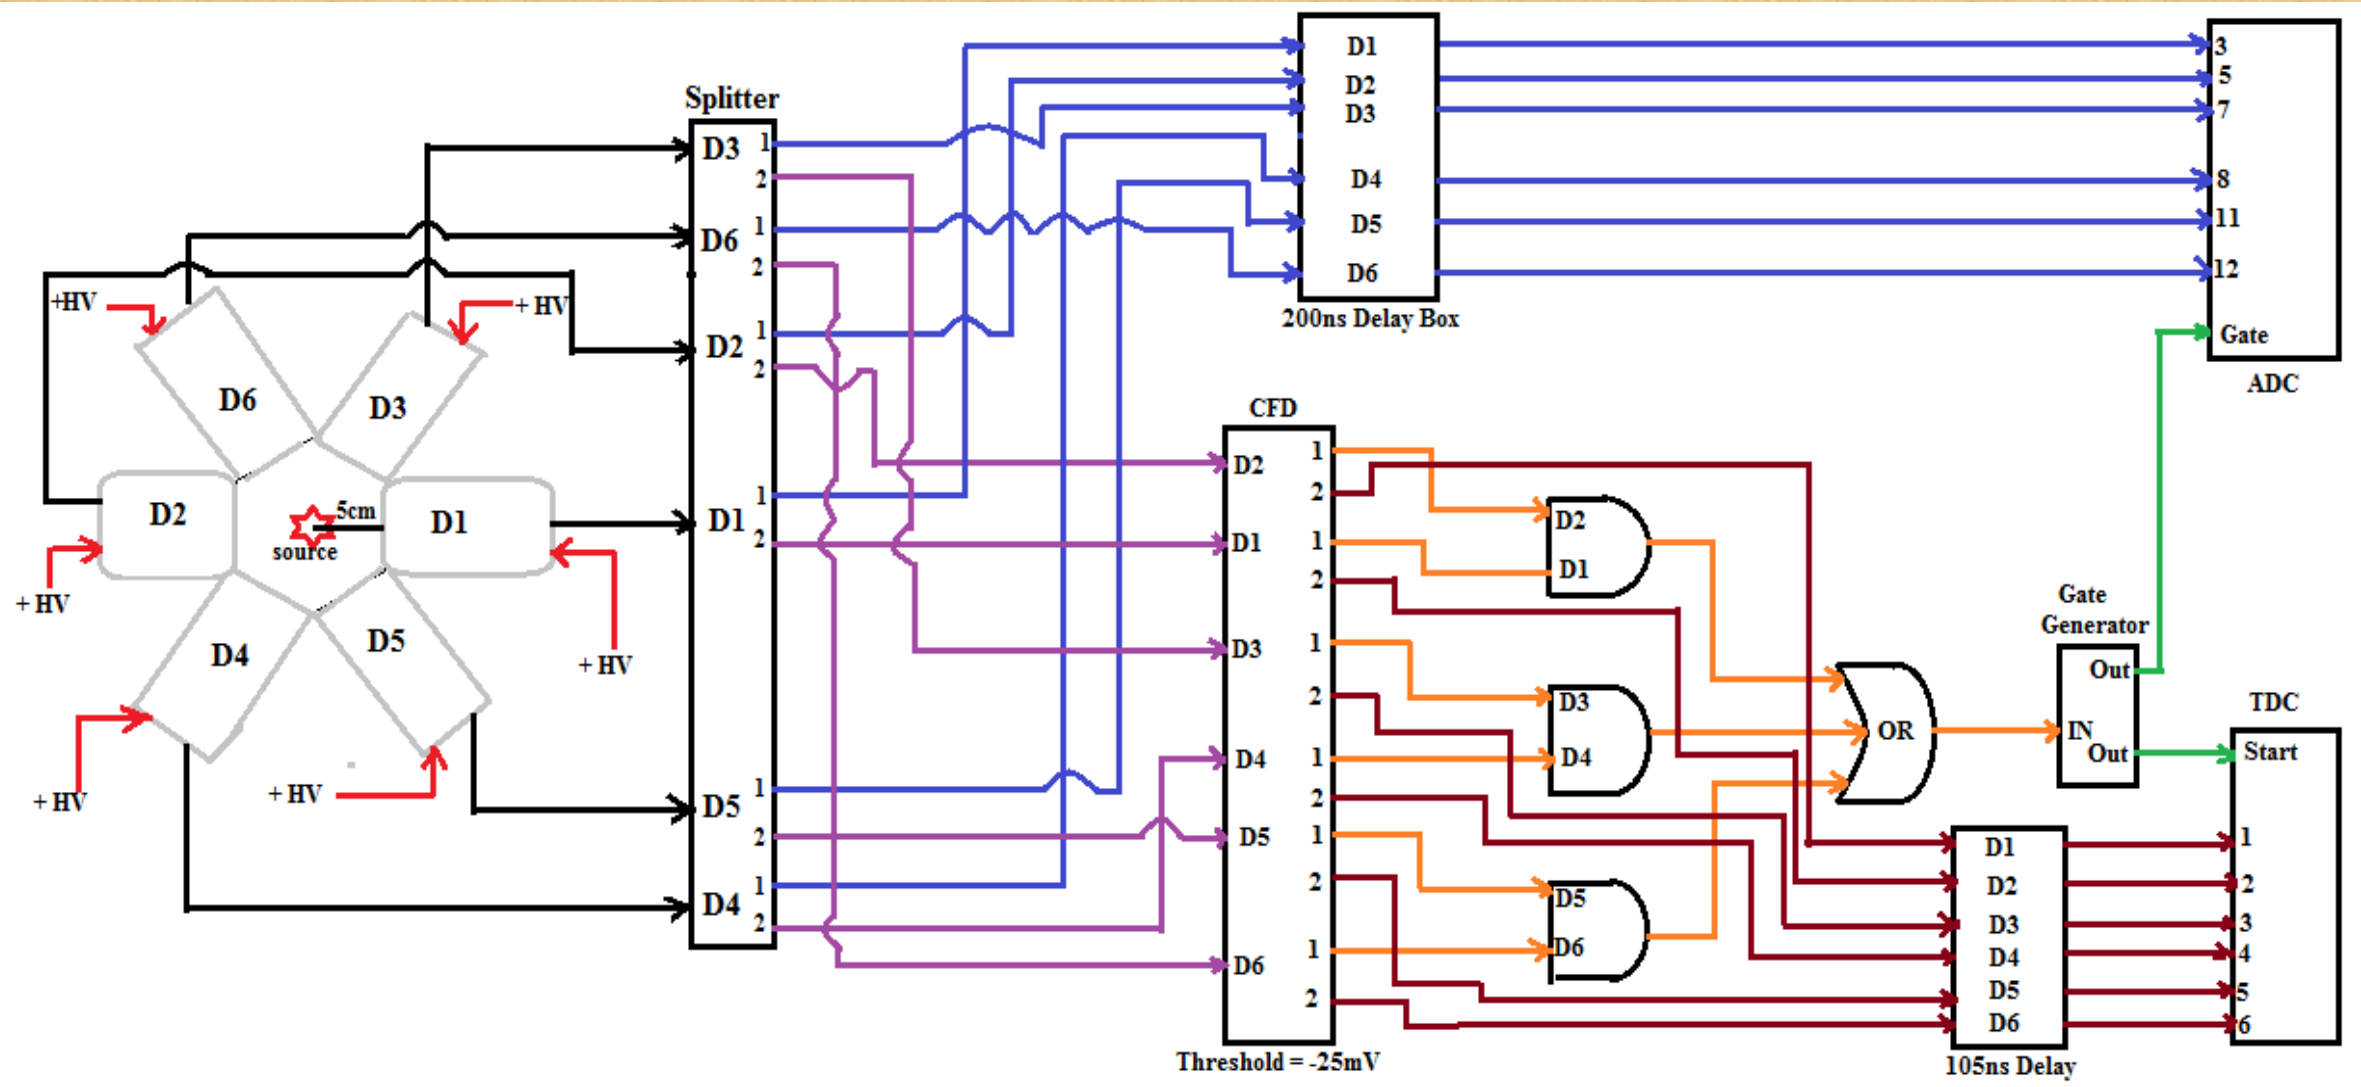 Splitter
D3
1
2
D6
1
2
D2
1
2
D1
1
2
D5
1
2
D4
1
2
+HV
+ HV
D6
D3
D2
5cm
source
D1
+ HV
+ HV
D4
D5
+ HV
+ HV
D1
D2
D3
D4
D5
D6
200ns Delay Box
3
5
7
8
11
12
Gate
ADC
CFD
D2
1
2
D1
1
2
D3
1
2
D4
1
2
D5
1
2
D6
1
2
Threshold = -25mV
D2
D1
D3
D4
D5
D6
OR
Gate
Generator
Out
IN
Out
TDC
Start
1
2
3
4
5
6
D1
D2
D3
D4
D5
D6
105ns Delay